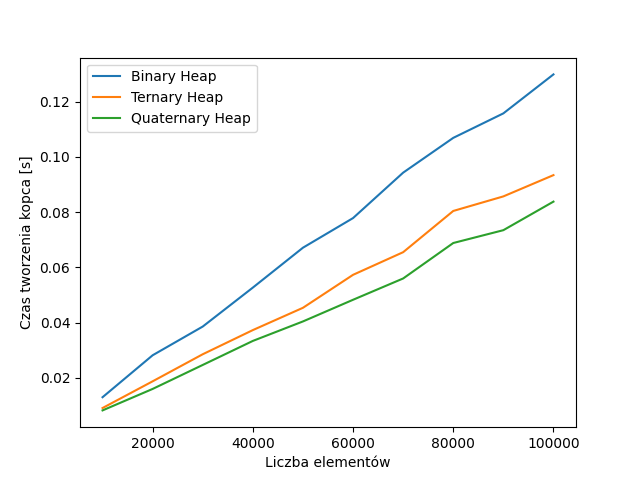 Binary Heap
Ternary Heap
Quaternary Heap
Czas tworzenia kopca [s]
0.12
0.10
0.08
0.06
0.04
0.02
20000 40000 60000 80000 100000
Liczba elementów